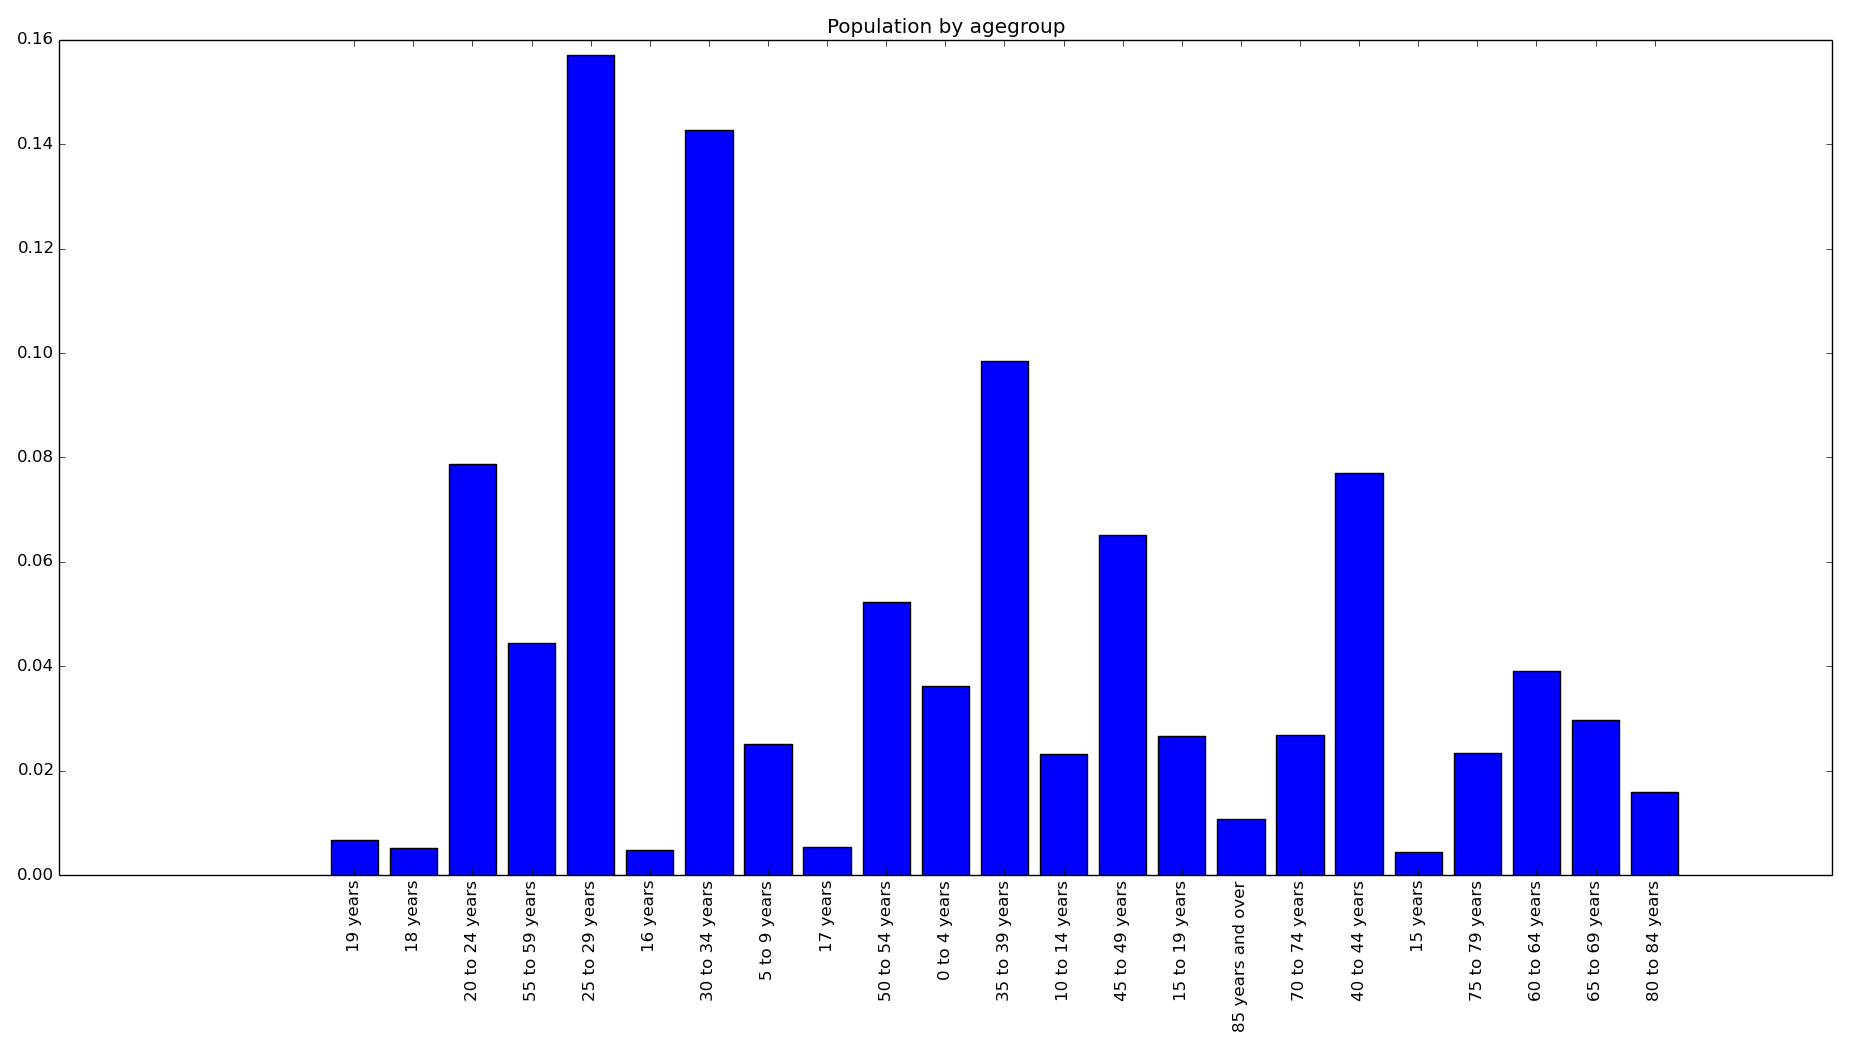 Population by agegroup
0.16
0.14
0.12
0.10
0.08
0.06
0.04
0.02
0.00
19 years
18 years
20 to 24 years
55 to 59 years
25 to 29 years
16 years
30 to 34 years
5 to 9 years
17 years
50 to 54 years
0 to 4 years
35 to 39 years
10 to 14 years
45 to 49 years
15 to 19 years
85 years and over
70 to 74 years
40 to 44 years
15 years
75 to 79 years
60 to 64 years
65 to 69 years
80 to 84 years